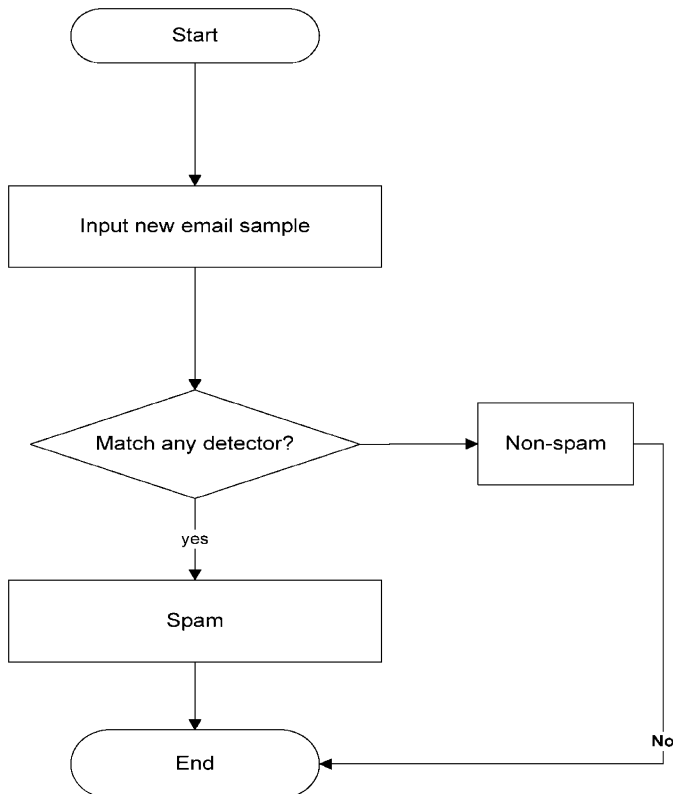 Start
Input new email sample
Match any detector?
Non-spam
yes
Spam
No
End